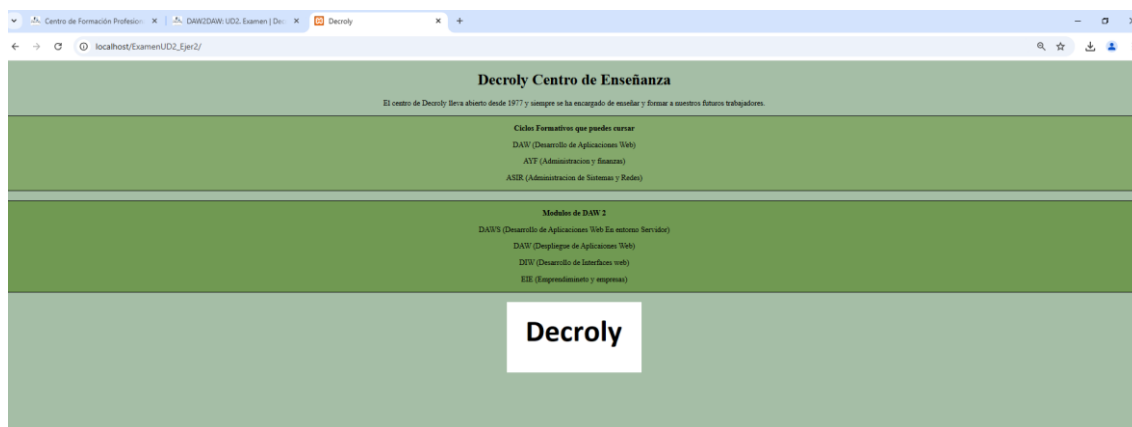 Centro de Formación Profesion
DAW2DAW: UD2. Examen | De
Decroly
localhost/ExamenUD2_Ejer2/
Decroly Centro de Enseñanza
El centro de Decroly lleva abierto desde 1977 y siempre se ha encargado de enseñar y formar a nuestros futuros trabajadores.
Ciclos Formativos que puedes cursar
DAW (Desarrollo de Aplicaciones Web)
AYF (Administracion y finanzas)
ASIR (Administracion de Sistemas y Redes)
Modulos de DAW 2
DAWS (Desarrollo de Aplicaciones Web En entorno Servidor)
DAW (Despliegue de Aplicaiones Web)
DIW (Desarrollo de Interfaces web)
EIE (Emprendimineto y empresas)
Decroly